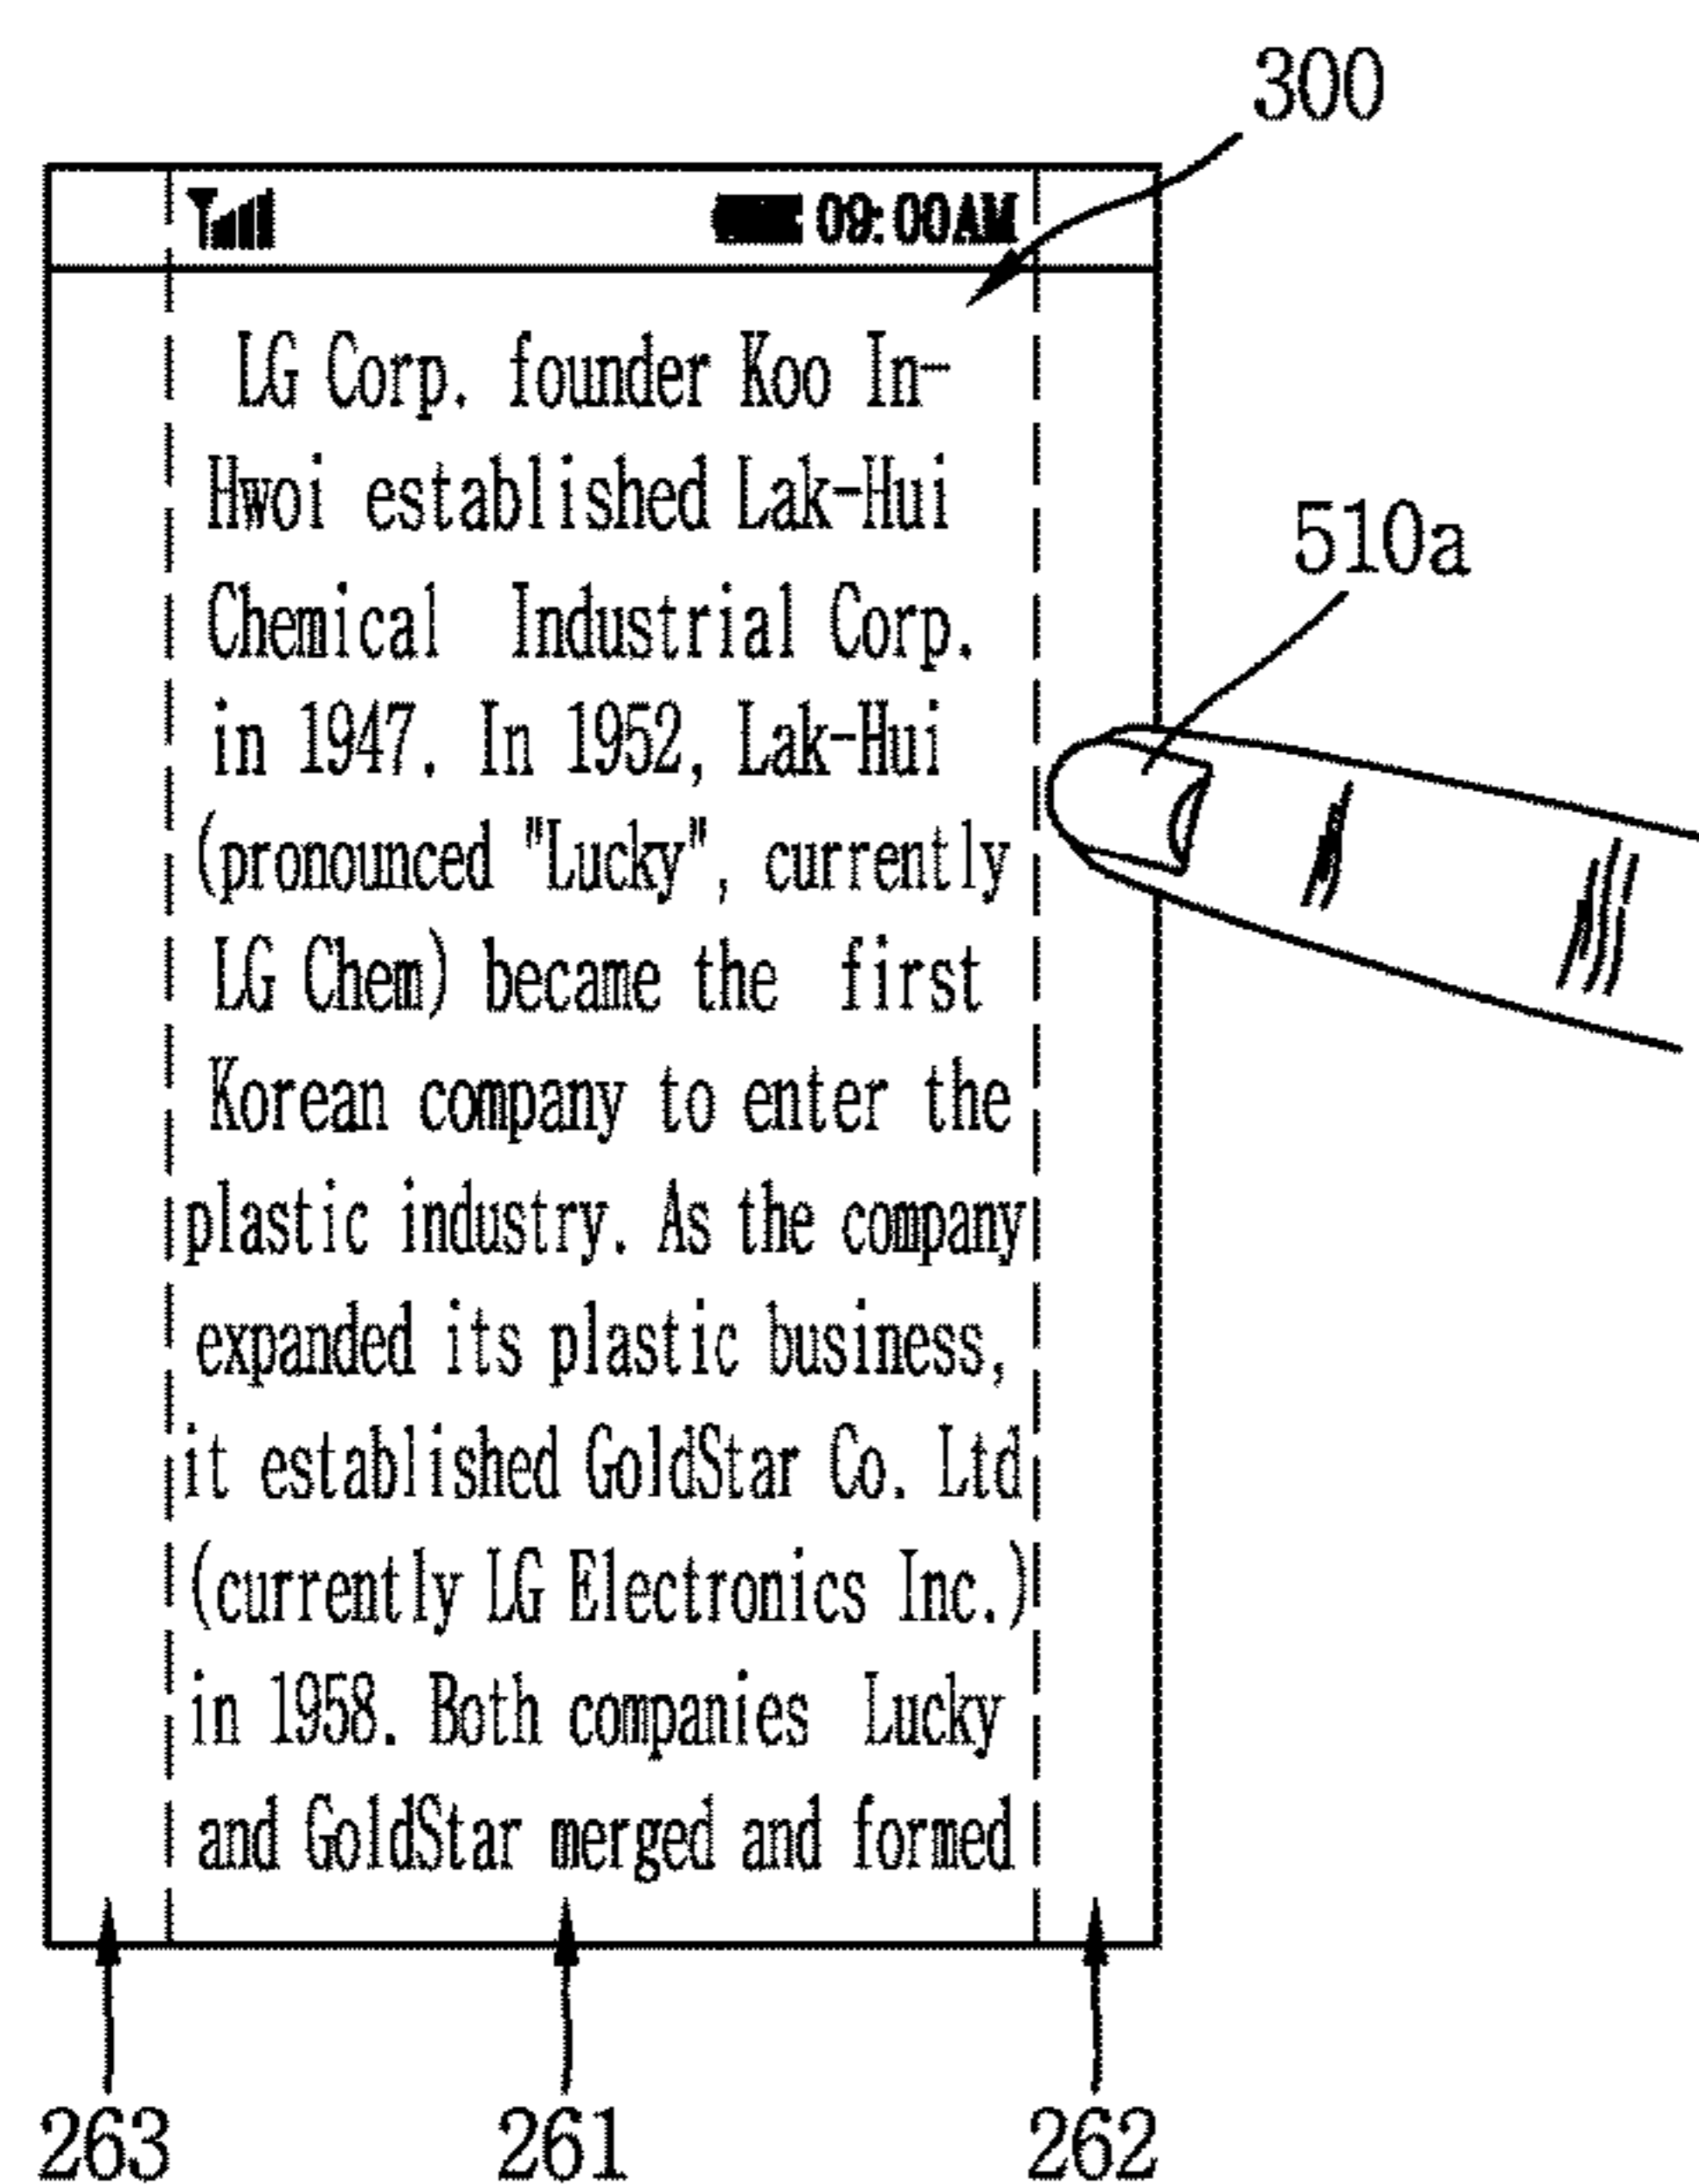 300
09:00AM
LG Corp. founder Koo In-
Hwoi established Lak-Hui
Chemical Industrial Corp.
in 1947. In 1952, Lak-Hui
(pronounced "Lucky", currently
LG Chem) became the first
Korean company to enter the
plastic industry. As the company
expanded its plastic business,
it established GoldStar Co. Ltd
(currently LG Electronics Inc.)
in 1958. Both companies Lucky
and GoldStar merged and formed
510a
263 261 262